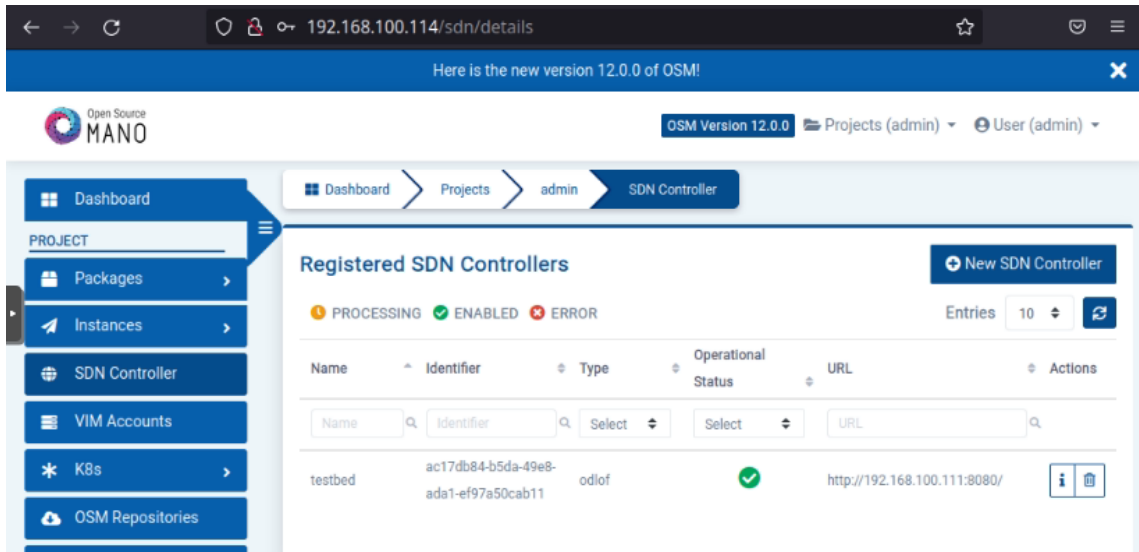 192.168.100.114/sdn/details
Here is the new version 12.0.0 of OSM!
Open Source
MANO
OSM Version 12.0.0 Projects (admin) User (admin)
Dashboard
PROJECT
Packages
Instances
SDN Controller
VIM Accounts
K8s
OSM Repositories
Dashboard Projects admin SDN Controller
Registered SDN Controllers
New SDN Controller
PROCESSING ENABLED ERROR
Entries 10
Name Identifier Type Operational Status URL Actions
Name Identifier Select Select URL
testbed ac17db84-b5da-49e8-ada1-ef97a50cab11 odlof http://192.168.100.111:8080/